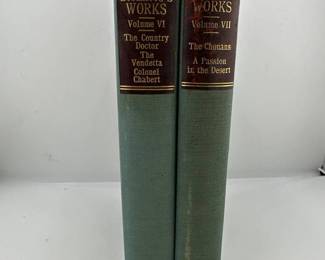 WORKS
Volume VI
The Country
Doctor
The
Vendetta
Colonel
Chabert
WORKS
Volume VII
The Chouans
A Passion
in the Desert